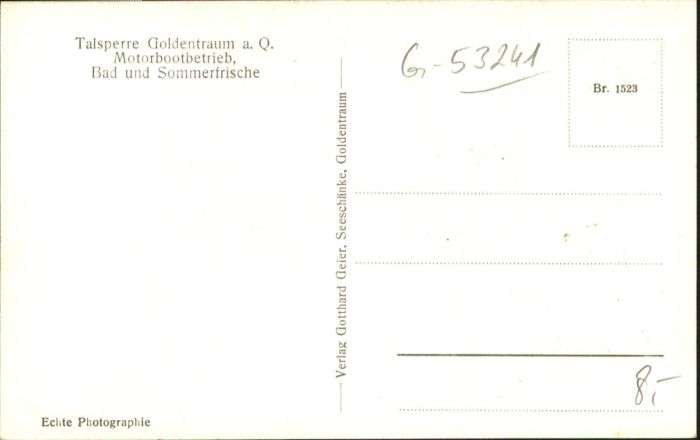 Talsperre Goldentraum a. Q.
Motorbootbetrieb,
Bad und Sommerfrische
G-53241
Br. 1523
Verlag Gotthard Geier, Seeschänke, Goldentraum
8,-
Echte Photographie